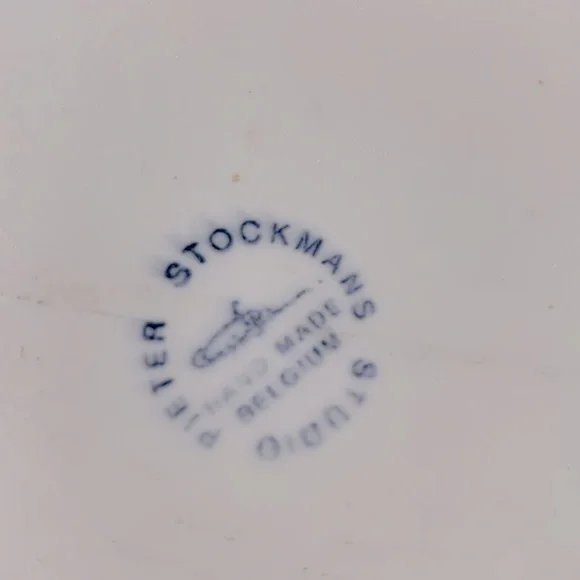 PIETER STOCKMANS STUDIO
HAND MADE
BELGIUM